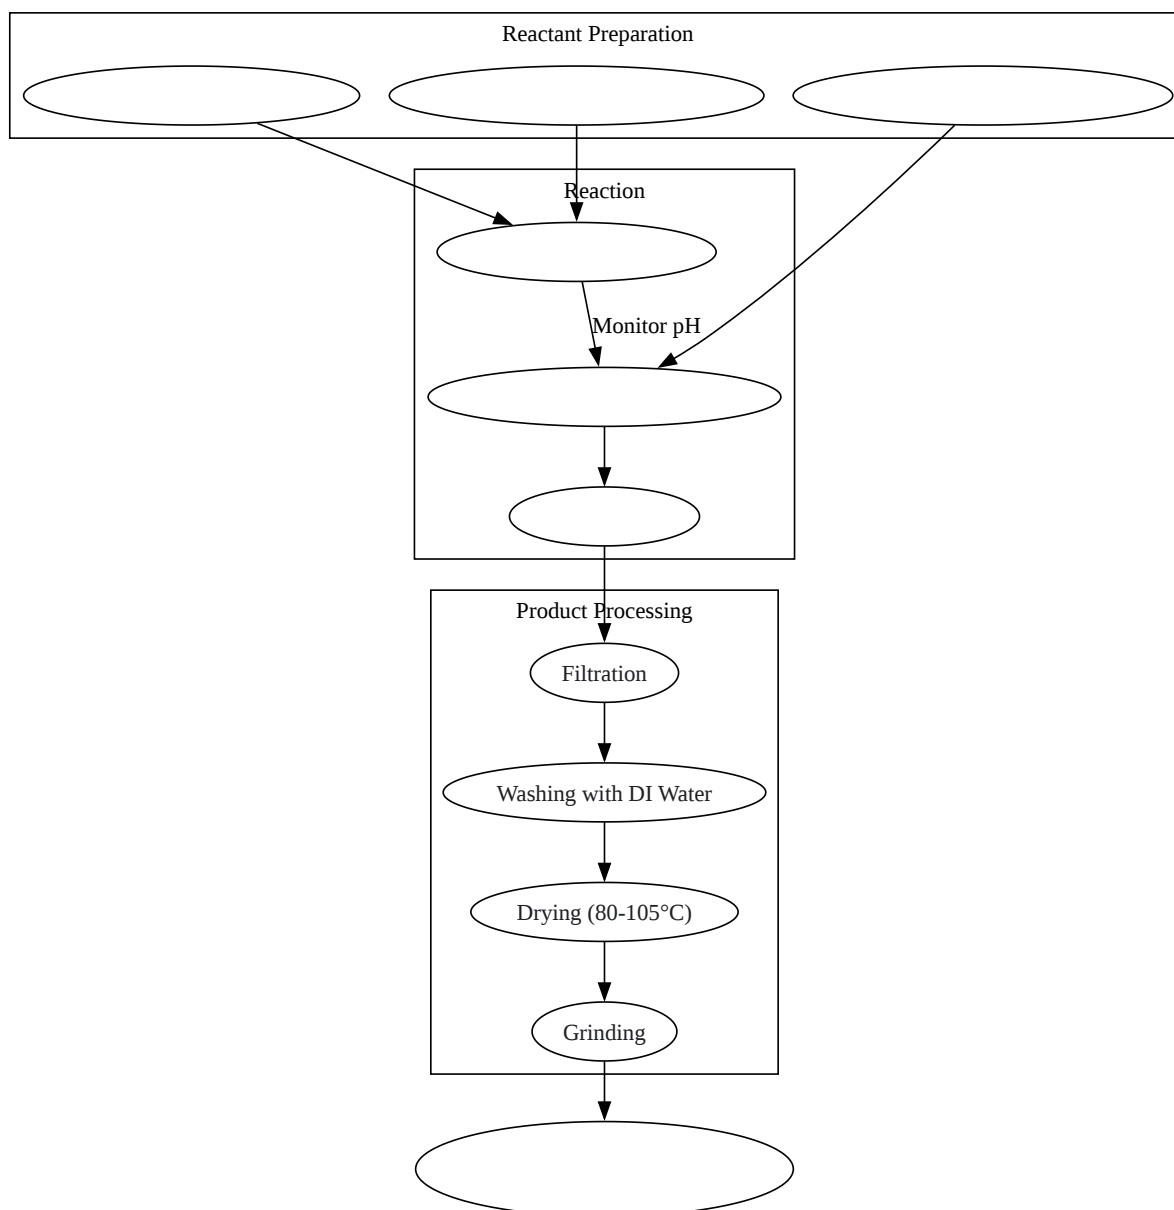 Reactant Preparation
Reaction
Monitor pH
Product Processing
Filtration
Washing with DI Water
Drying (80-105°C)
Grinding